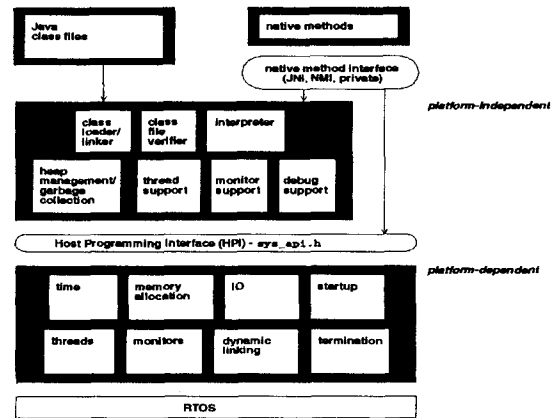 Java
class files
native methods
native method interface
(JNI, NMI, private)
platform-independent
class
loader/
linker
class
file
verifier
interpreter
heap
management/
garbage
collection
thread
support
monitor
support
debug
support
Host Programming Interface (HPI) - sys_api.h
platform-dependent
time
memory
allocation
IO
startup
threads
monitors
dynamic
linking
termination
RTOS